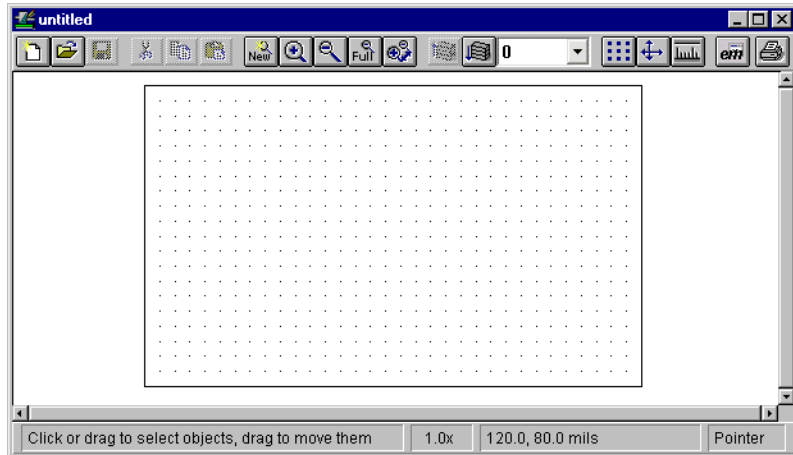 untitled
New Full 0 em
Click or drag to select objects, drag to move them 1.0x 120.0, 80.0 mils Pointer